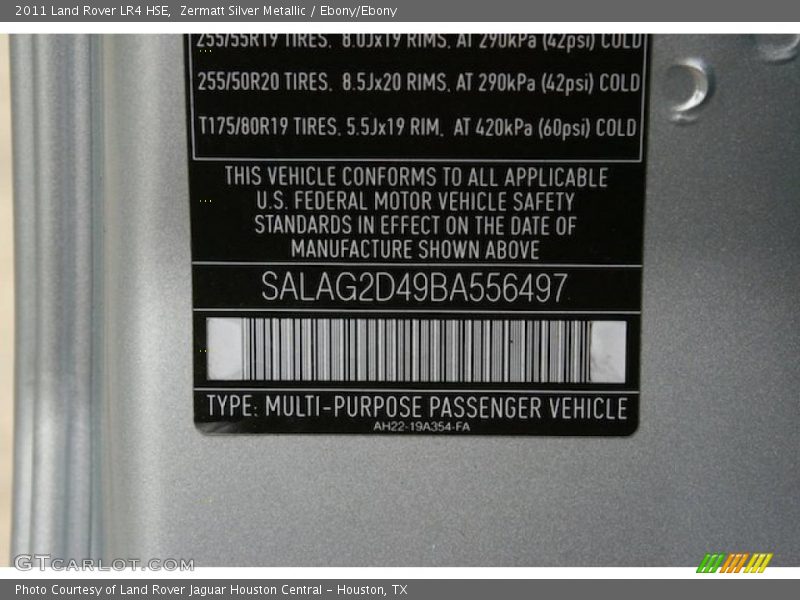 2011 Land Rover LR4 HSE, Zermatt Silver Metallic / Ebony/Ebony
255/55R19 TIRES. 8.0Jx19 RIMS. AT 290kPa (42psi) COLD
255/50R20 TIRES. 8.5Jx20 RIMS. AT 290kPa (42psi) COLD
T175/80R19 TIRES. 5.5Jx19 RIM. AT 420kPa (60psi) COLD
THIS VEHICLE CONFORMS TO ALL APPLICABLE
U.S. FEDERAL MOTOR VEHICLE SAFETY
STANDARDS IN EFFECT ON THE DATE OF
MANUFACTURE SHOWN ABOVE
SALAG2D49BA556497
TYPE: MULTI-PURPOSE PASSENGER VEHICLE
AH22-19A354-FA
GTCARLOT.COM
Photo Courtesy of Land Rover Jaguar Houston Central - Houston, TX